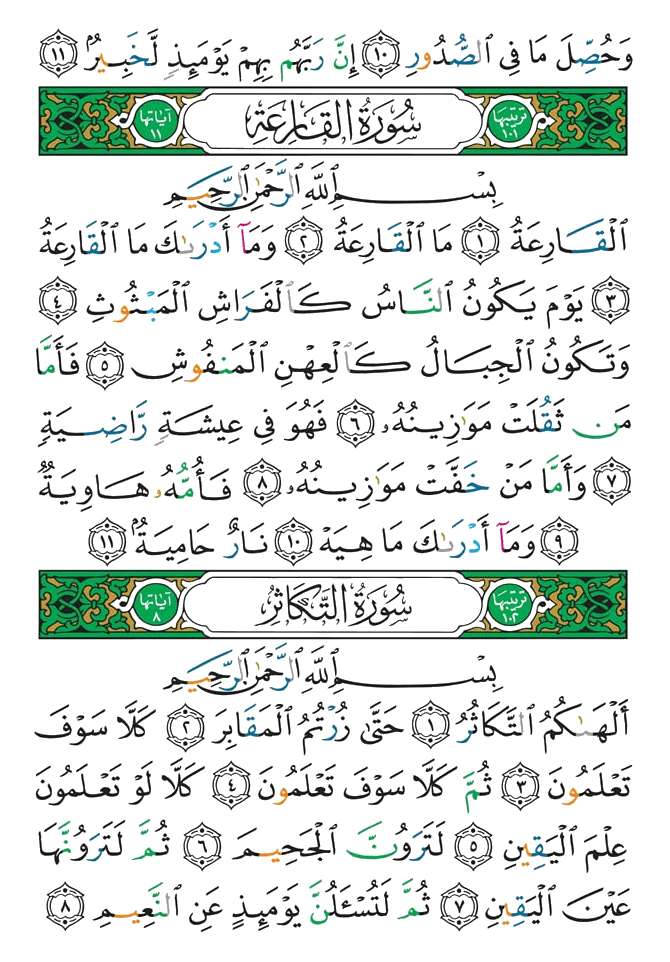 وَحُصِّلَ مَا فِى ٱلصُّدُورِ ١٠ إِنَّ رَبَّهُم بِهِمْ يَوْمَئِذٍ لَّخَبِيرٌۢ ١١
ترتيبها ١٠١ سُورَةُ القَارِعَةِ آياتها ١١
بِسْمِ ٱللَّهِ ٱلرَّحْمَٰنِ ٱلرَّحِيمِ
ٱلْقَارِعَةُ ١ مَا ٱلْقَارِعَةُ ٢ وَمَآ أَدْرَىٰكَ مَا ٱلْقَارِعَةُ
٣ يَوْمَ يَكُونُ ٱلنَّاسُ كَٱلْفَرَاشِ ٱلْمَبْثُوثِ ٤
وَتَكُونُ ٱلْجِبَالُ كَٱلْعِهْنِ ٱلْمَنفُوشِ ٥ فَأَمَّا
مَن ثَقُلَتْ مَوَٰزِينُهُۥ ٦ فَهُوَ فِى عِيشَةٍ رَّاضِيَةٍ
٧ وَأَمَّا مَنْ خَفَّتْ مَوَٰزِينُهُۥ ٨ فَأُمُّهُۥ هَاوِيَةٌ
٩ وَمَآ أَدْرَىٰكَ مَا هِيَهْ ١٠ نَارٌ حَامِيَةٌۢ ١١
ترتيبها ١٠٢ سُورَةُ التَّكَاثُرِ آياتها ٨
بِسْمِ ٱللَّهِ ٱلرَّحْمَٰنِ ٱلرَّحِيمِ
أَلْهَىٰكُمُ ٱلتَّكَاثُرُ ١ حَتَّىٰ زُرْتُمُ ٱلْمَقَابِرَ ٢ كَلَّا سَوْفَ
تَعْلَمُونَ ٣ ثُمَّ كَلَّا سَوْفَ تَعْلَمُونَ ٤ كَلَّا لَوْ تَعْلَمُونَ
عِلْمَ ٱلْيَقِينِ ٥ لَتَرَوُنَّ ٱلْجَحِيمَ ٦ ثُمَّ لَتَرَوُنَّهَا
عَيْنَ ٱلْيَقِينِ ٧ ثُمَّ لَتُسْـَٔلُنَّ يَوْمَئِذٍ عَنِ ٱلنَّعِيمِ ٨